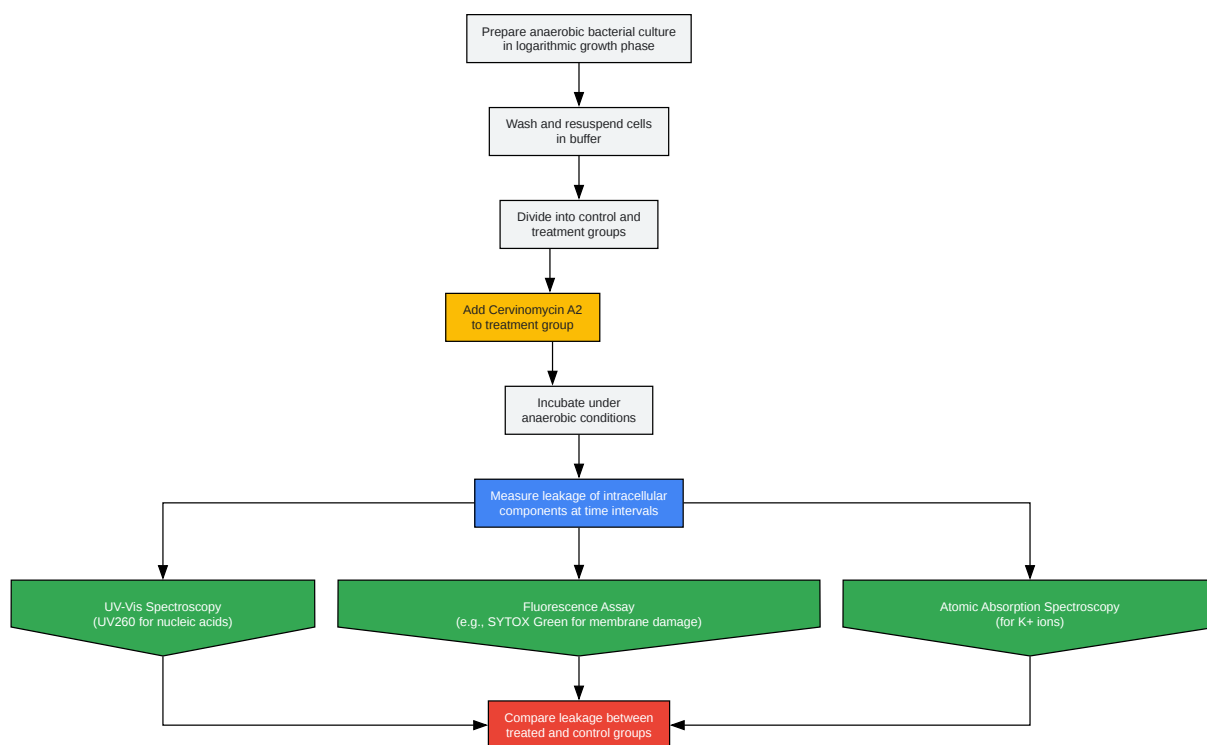 Prepare anaerobic bacterial culture
in logarithmic growth phase
Wash and resuspend cells
in buffer
Divide into control and
treatment groups
Add Cervinomycin A2
to treatment group
Incubate under
anaerobic conditions
Measure leakage of intracellular
components at time intervals
UV-Vis Spectroscopy
(UV260 for nucleic acids)
Fluorescence Assay
(e.g., SYTOX Green for membrane damage)
Atomic Absorption Spectroscopy
(for K+ ions)
Compare leakage between
treated and control groups